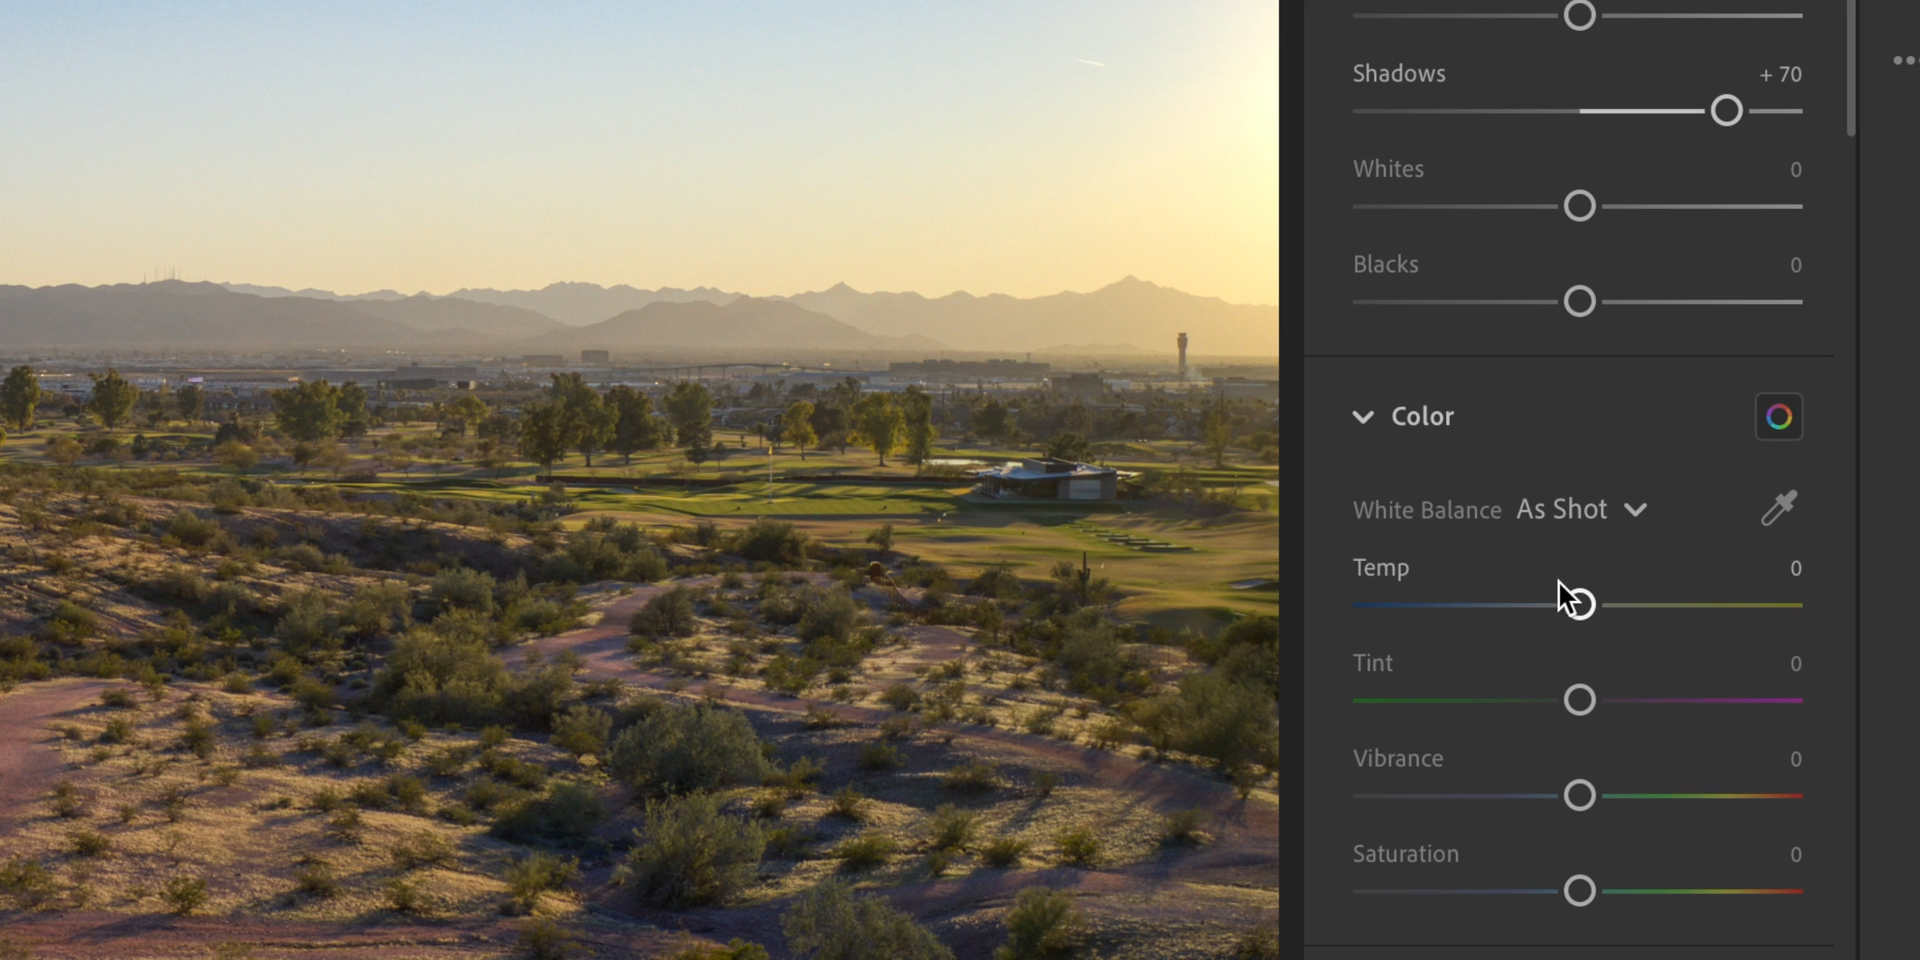 Shadows + 70
Whites 0
Blacks 0
Color
White Balance As Shot
Temp 0
Tint 0
Vibrance 0
Saturation 0